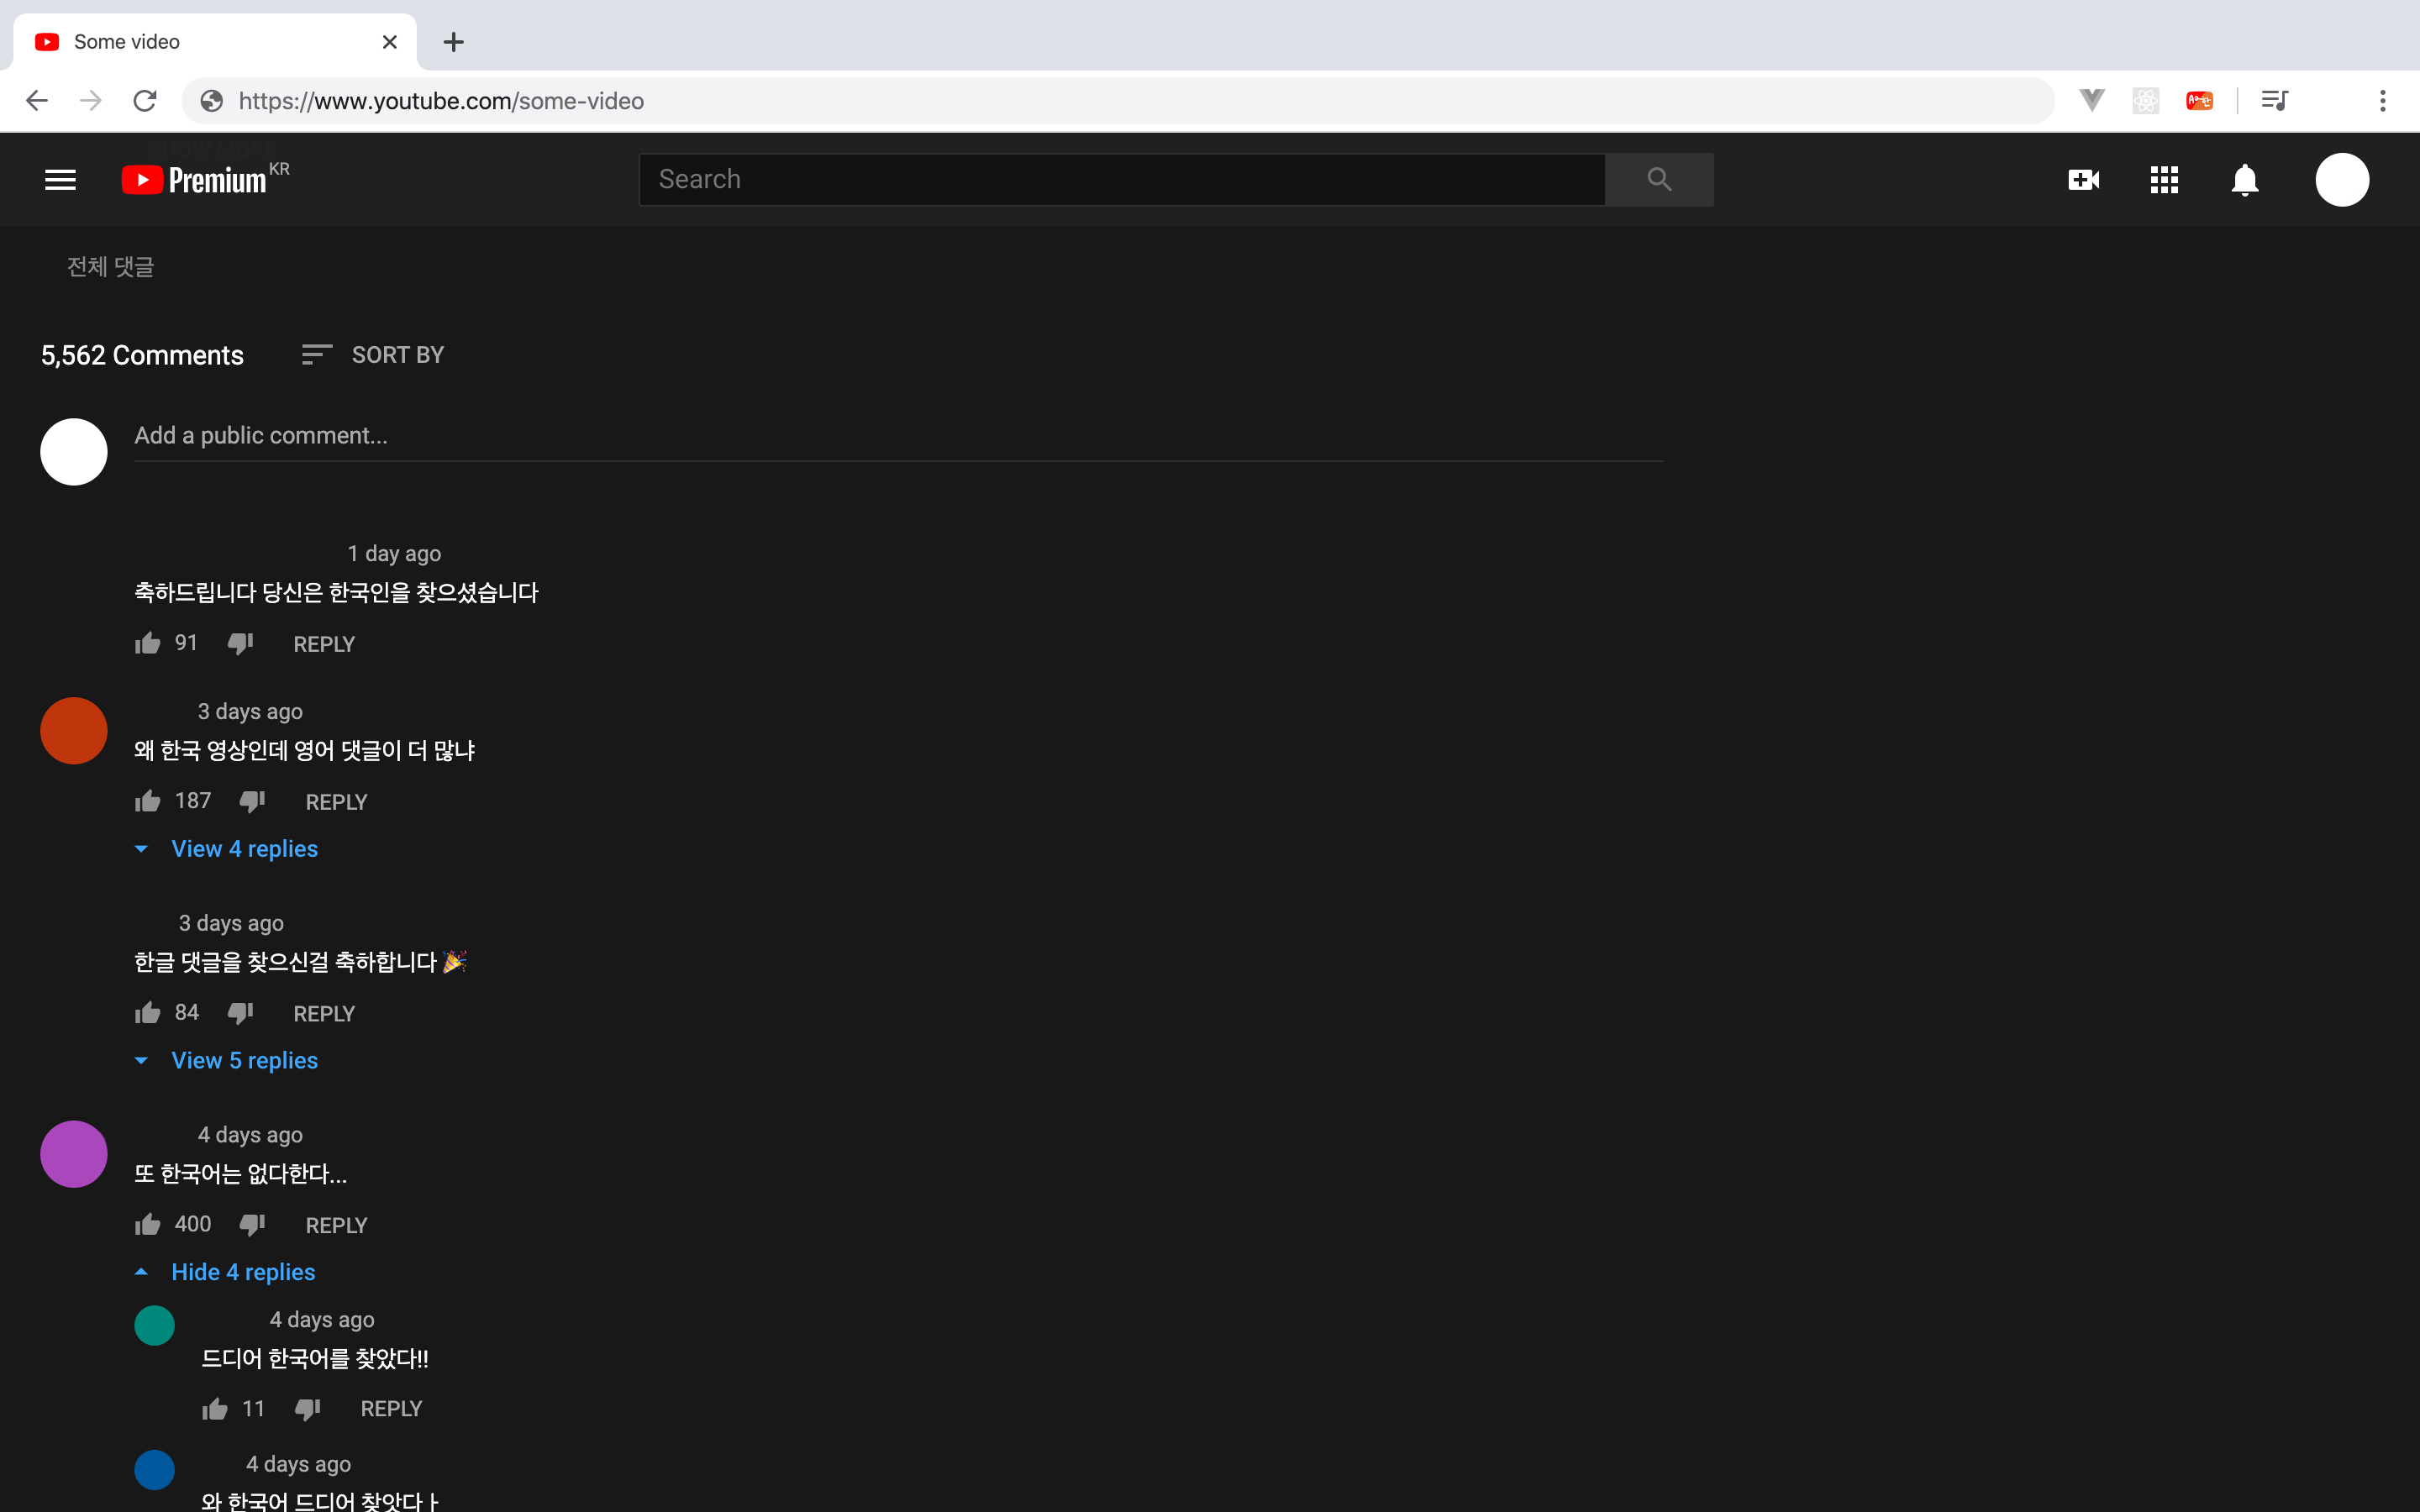 Some video
https://www.youtube.com/some-video
Premium KR
Search
전체 댓글
5,562 Comments
SORT BY
Add a public comment...
1 day ago
축하드립니다 당신은 한국인을 찾으셨습니다
91 REPLY
3 days ago
왜 한국 영상인데 영어 댓글이 더 많냐
187 REPLY
View 4 replies
3 days ago
한글 댓글을 찾으신걸 축하합니다 🎉
84 REPLY
View 5 replies
4 days ago
또 한국어는 없다한다...
400 REPLY
Hide 4 replies
4 days ago
드디어 한국어를 찾았다!!
11 REPLY
4 days ago
와 한국어 드디어 찾앗다ㅏ